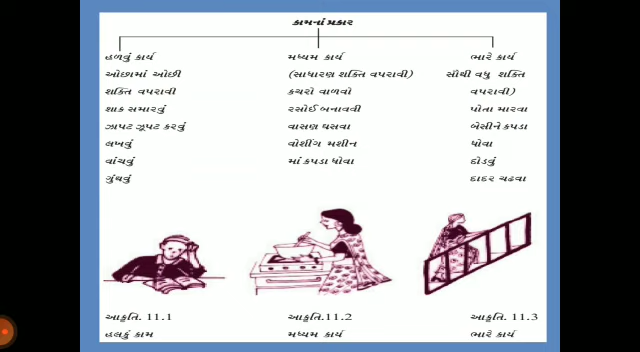 કામનાં પ્રકાર
હળવું કાર્ય
ઓછામાં ઓછી
શક્તિ વપરાવી
શાક સમારવું
ઝાપટ ઝૂપટ કરવું
લખવું
વાંચવું
ગુંથવું
મધ્યમ કાર્ય
(સાધારણ શક્તિ વપરાવી)
કચરો વાળવો
રસોઈ બનાવવી
વાસણ ઘસવા
વોશીંગ મશીન
માં કપડા ધોવા
ભારે કાર્ય
સૌથી વધુ શક્તિ
વપરાવી)
પોતા મારવા
બેસીને કપડા
ધોવા
દોડવું
દાદર ચઢવા
આકૃતિ. 11.1
હલકું કામ
આકૃતિ.11.2
મધ્યમ કાર્ય
આકૃતિ. 11.3
ભારે કાર્ય